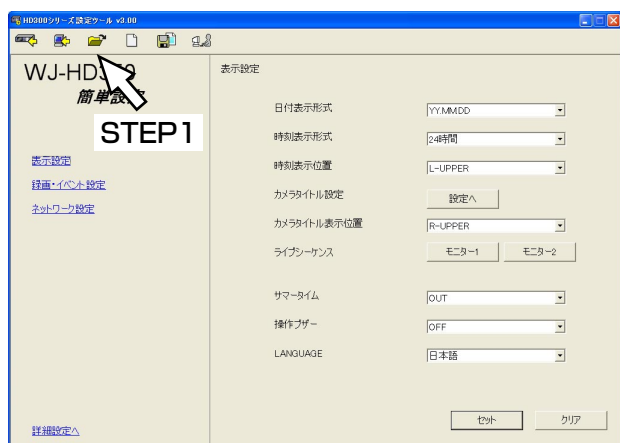 HD300シリーズ設定ツール v3.00
WJ-HD350
簡単設定
STEP1
表示設定
録画・イベント設定
ネットワーク設定
詳細設定へ
表示設定
日付表示形式 YY.MM.DD
時刻表示形式 24時間
時刻表示位置 L-UPPER
カメラタイトル設定 設定へ
カメラタイトル表示位置 R-UPPER
ライブシーケンス モニター1 モニター2
サマータイム OUT
操作ブザー OFF
LANGUAGE 日本語
セット クリア